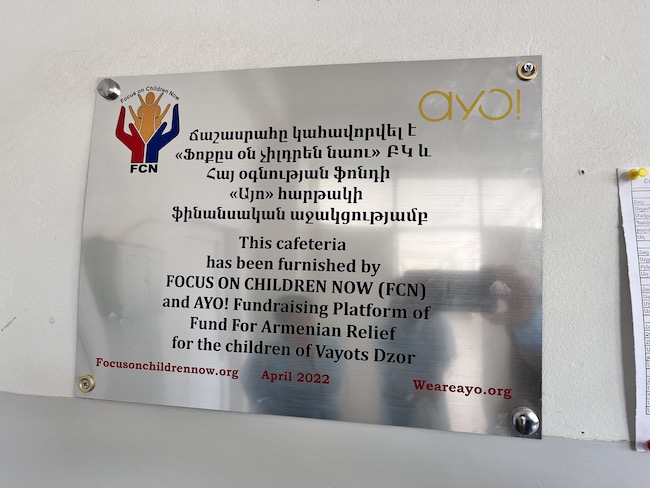 Focus on Children Now
FCN
ayo!
Ճաշասրահը կահավորվել է
«Ֆոքըս օն չիլդրեն նաու» ԲԿ և
Հայ օգնության ֆոնդի
«Այո» հարթակի
ֆինանսական աջակցությամբ
This cafeteria
has been furnished by
FOCUS ON CHILDREN NOW (FCN)
and AYO! Fundraising Platform of
Fund For Armenian Relief
for the children of Vayots Dzor
Focusonchildrennow.org April 2022 Weareayo.org